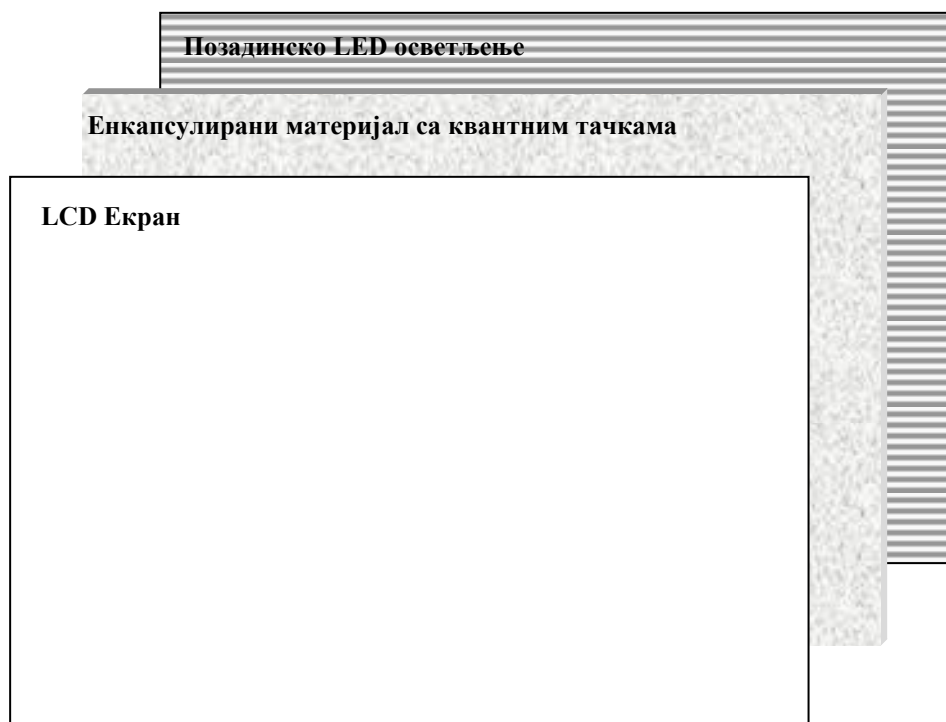 Позадинско LED осветљење
Енкапсулирани материјал са квантним тачкама
LCD Екран